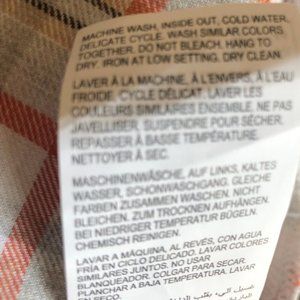 MACHINE WASH, INSIDE OUT, COLD WATER,
DELICATE CYCLE. WASH SIMILAR COLORS
TOGETHER. DO NOT BLEACH. HANG TO
DRY. IRON AT LOW SETTING. DRY CLEAN.
LAVER À LA MACHINE, À L'ENVERS, À L'EAU
FROIDE, CYCLE DÉLICAT, LAVER LES
COULEURS SIMILAIRES ENSEMBLE. NE PAS
JAVELLISER. SUSPENDRE POUR SÉCHER.
REPASSER À BASSE TEMPÉRATURE.
NETTOYER À SEC.
MASCHINENWÄSCHE, AUF LINKS, KALTES
WASSER, SCHONWASCHGANG. GLEICHE
FARBEN ZUSAMMEN WASCHEN. NICHT
BLEICHEN. ZUM TROCKNEN AUFHÄNGEN.
BEI NIEDRIGER TEMPERATUR BÜGELN.
CHEMISCH REINIGEN.
LAVAR A MÁQUINA, AL REVÉS, CON AGUA
FRÍA EN CICLO DELICADO. LAVAR COLORES
SIMILARES JUNTOS. NO USAR
BLANQUEADOR. COLGAR PARA SECAR.
PLANCHAR A BAJA TEMPERATURA. LAVAR
EN SECO.